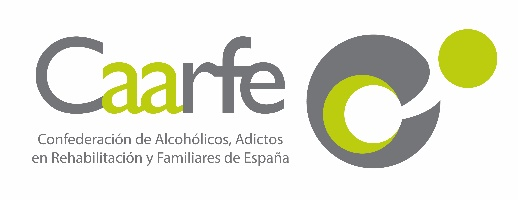 Caarfe
Confederación de Alcohólicos, Adictos
en Rehabilitación y Familiares de España